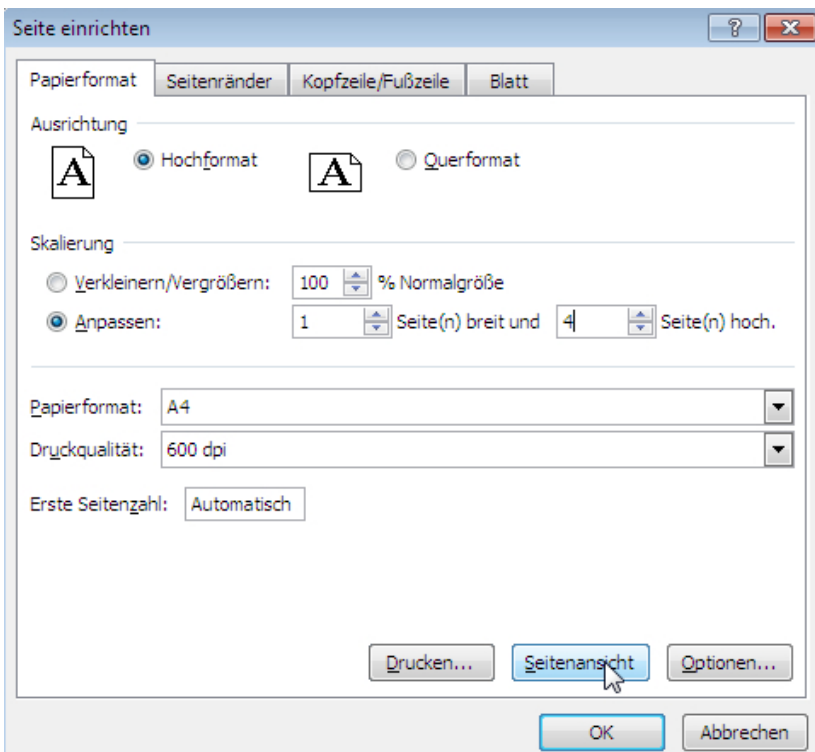 Seite einrichten
Papierformat Seitenränder Kopfzeile/Fußzeile Blatt
Ausrichtung
A Hochformat A Querformat
Skalierung
Verkleinern/Vergrößern: 100 % Normalgröße
Anpassen: 1 Seite(n) breit und 4 Seite(n) hoch.
Papierformat: A4
Druckqualität: 600 dpi
Erste Seitenzahl: Automatisch
Drucken... Seitenansicht Optionen...
OK Abbrechen